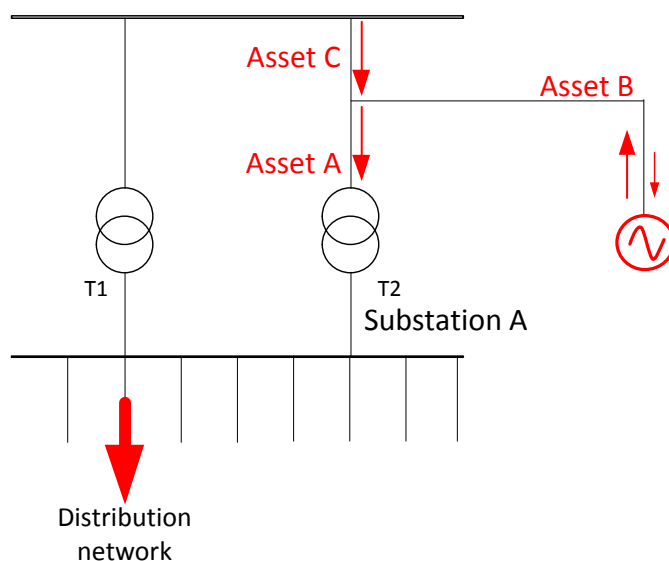 Asset C
Asset B
Asset A
T1
T2
Substation A
Distribution
network